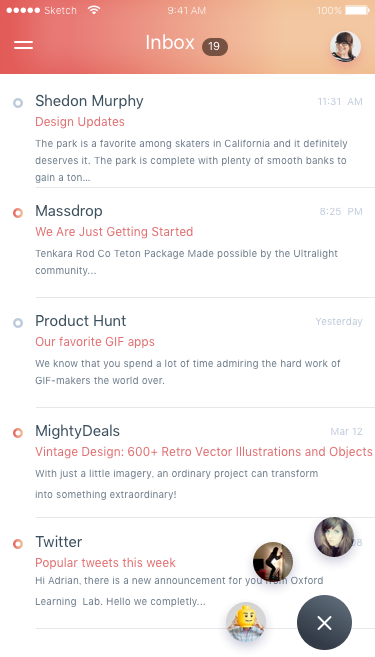 Sketch 9:41 AM 100%
Inbox 19
Shedon Murphy 11:31 AM
Design Updates
The park is a favorite among skaters in California and it definitely
deserves it. The park is complete with plenty of smooth banks to
gain a ton...
Massdrop 8:25 PM
We Are Just Getting Started
Tenkara Rod Co Teton Package Made possible by the Ultralight
community...
Product Hunt Yesterday
Our favorite GIF apps
We know that you spend a lot of time admiring the hard work of
GIF-makers the world over.
MightyDeals Mar 12
Vintage Design: 600+ Retro Vector Illustrations and Objects
With just a little imagery, an ordinary project can transform
into something extraordinary!
Twitter
Popular tweets this week
Hi Adrian, there is a new announcement for you from Oxford
Learning Lab. Hello we completly...